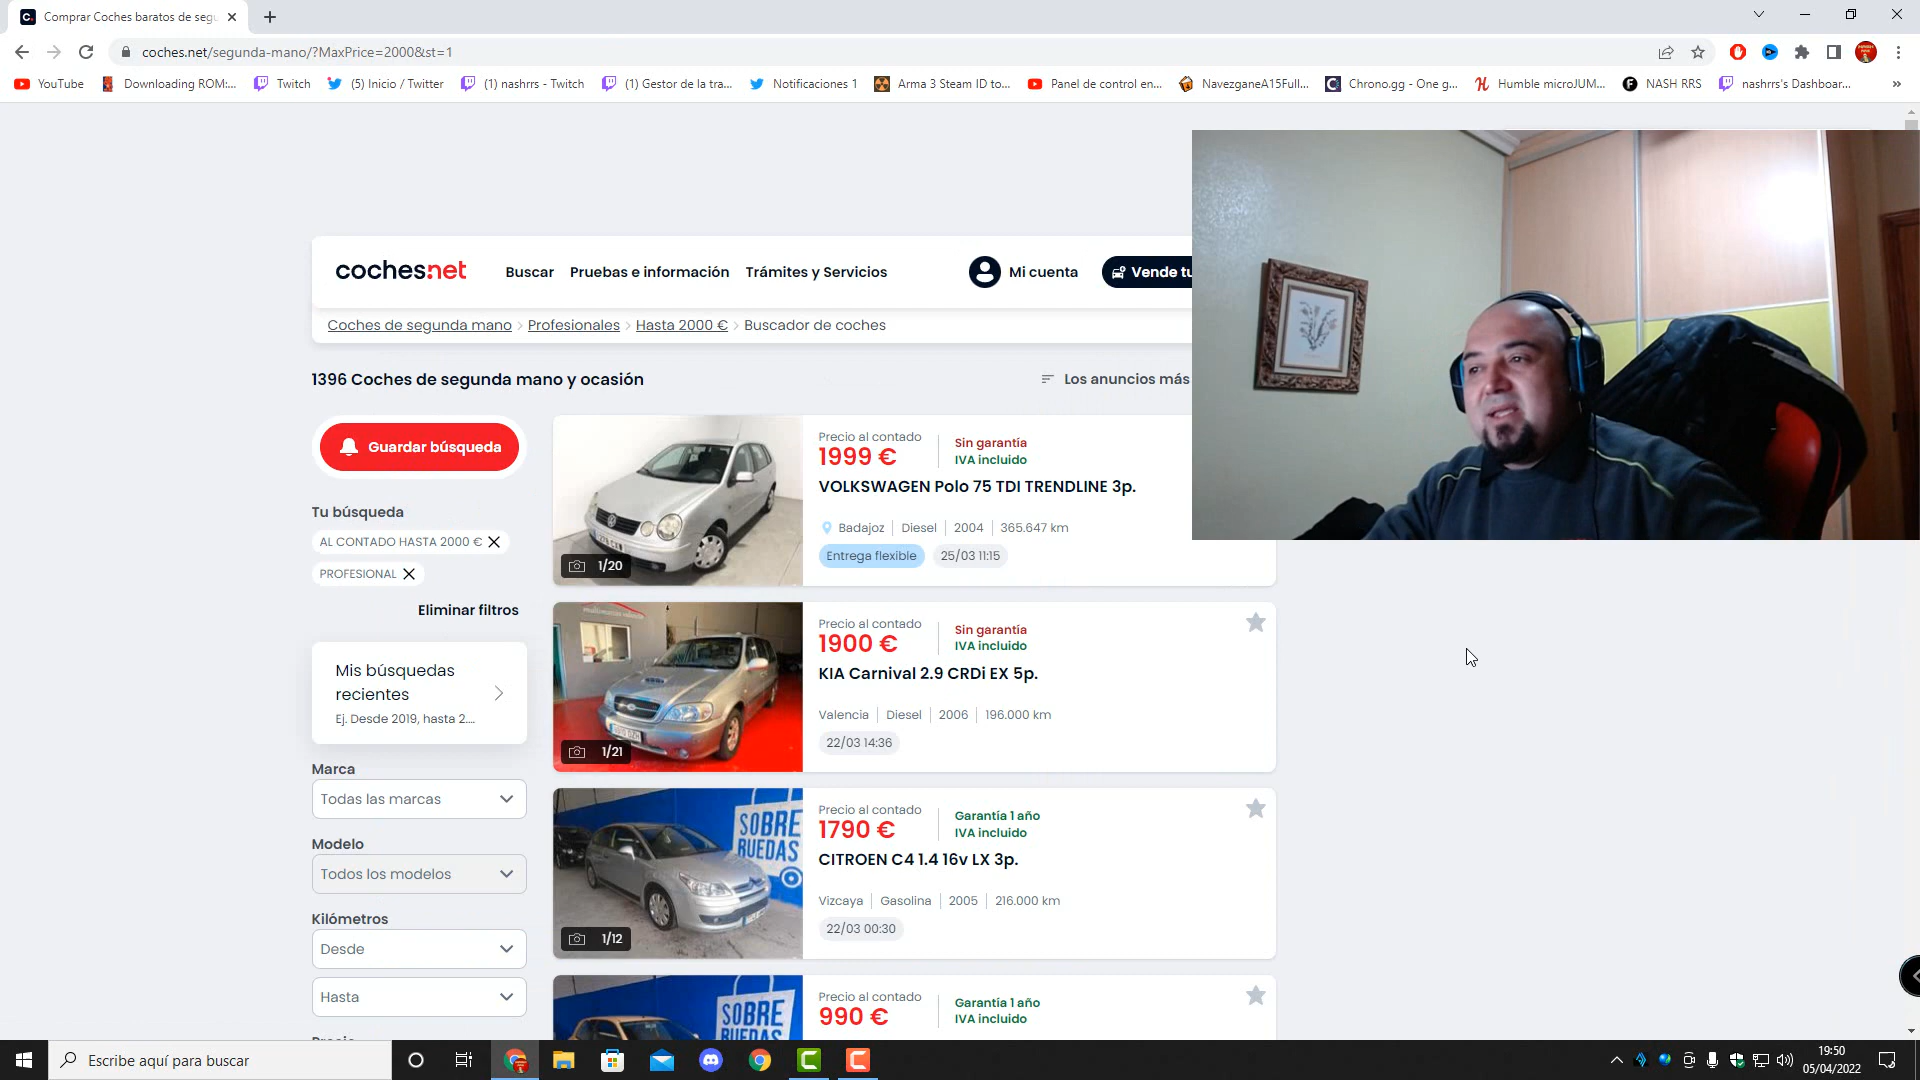 Comprar Coches baratos de segu
coches.net/segunda-mano/?MaxPrice=2000&st=1
YouTube
Downloading ROM:...
Twitch
(5) Inicio / Twitter
(1) nashrrs - Twitch
(1) Gestor de la tra...
Notificaciones 1
Arma 3 Steam ID to...
Panel de control en...
NavezganeA15Full...
Chrono.gg - One g...
Humble microJUM...
NASH RRS
nashrrs's Dashboar...
»
coches.net
Buscar
Pruebas e información
Trámites y Servicios
Mi cuenta
Vende tu
Coches de segunda mano > Profesionales > Hasta 2000 € > Buscador de coches
1396 Coches de segunda mano y ocasión
Los anuncios más
Guardar búsqueda
Tu búsqueda
AL CONTADO HASTA 2000 €
PROFESIONAL
Eliminar filtros
Mis búsquedas
recientes
Ej. Desde 2019, hasta 2....
Marca
Todas las marcas
Modelo
Todos los modelos
Kilómetros
Desde
Hasta
1/20
Precio al contado
1999 €
Sin garantía
IVA incluido
VOLKSWAGEN Polo 75 TDI TRENDLINE 3p.
Badajoz | Diesel | 2004 | 365.647 km
Entrega flexible
25/03 11:15
1/21
Precio al contado
1900 €
Sin garantía
IVA incluido
KIA Carnival 2.9 CRDi EX 5p.
Valencia | Diesel | 2006 | 196.000 km
22/03 14:36
SOBRE
RUEDAS
1/12
Precio al contado
1790 €
Garantía 1 año
IVA incluido
CITROEN C4 1.4 16v LX 3p.
Vizcaya | Gasolina | 2005 | 216.000 km
22/03 00:30
SOBRE
RUEDAS
Precio al contado
990 €
Garantía 1 año
IVA incluido
Escribe aquí para buscar
19:50
05/04/2022